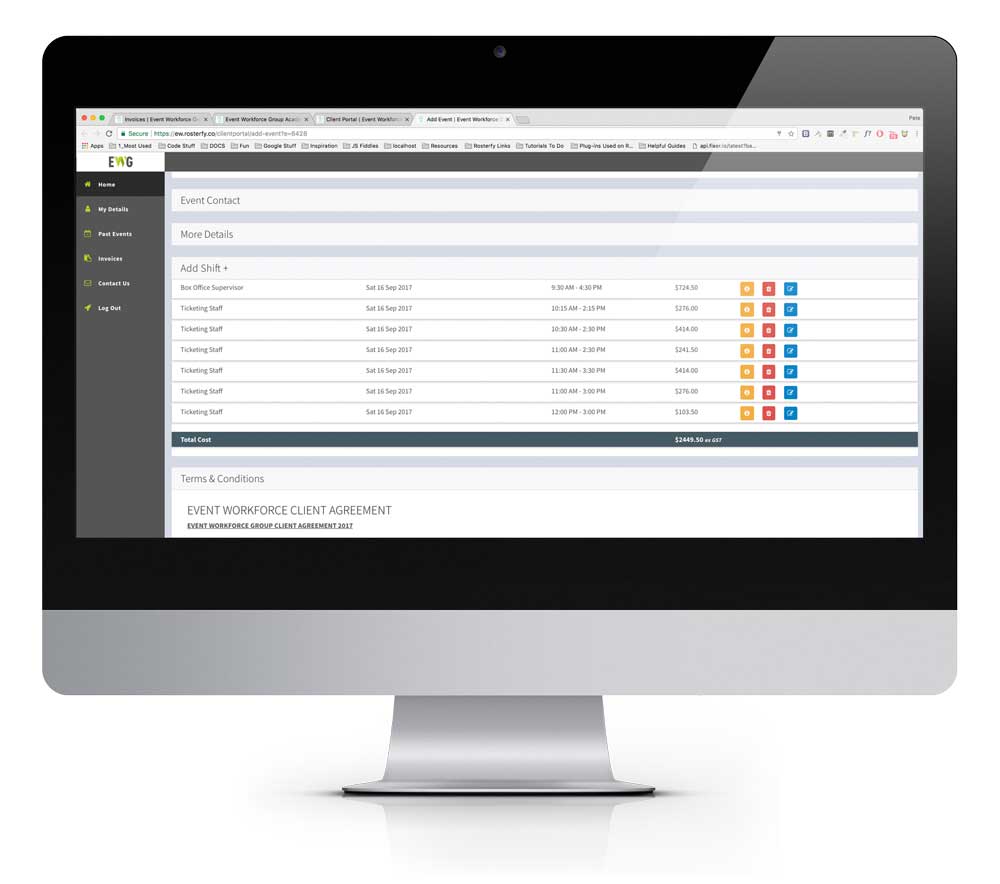 Invoices | Event Workforce G
Event Workforce Group Acad
Client Portal | Event Workforce
Add Event | Event Workforce
Pete
Secure
https://ew.rosterfy.co/clientportal/add-event?e=6428
Apps
1_Most Used
Code Stuff
DOCS
Fun
Google Stuff
Inspiration
JS Fiddles
localhost
Resources
Rosterfy Links
Tutorials To Do
Plug-ins Used on R...
Helpful Guides
EWG
Home
My Details
Past Events
Invoices
Contact Us
Log Out
Event Contact
More Details
Add Shift +
Box Office Supervisor Sat 16 Sep 2017 9:30 AM - 4:30 PM $724.50
Ticketing Staff Sat 16 Sep 2017 10:15 AM - 2:15 PM $276.00
Ticketing Staff Sat 16 Sep 2017 10:30 AM - 2:30 PM $414.00
Ticketing Staff Sat 16 Sep 2017 11:00 AM - 2:30 PM $241.50
Ticketing Staff Sat 16 Sep 2017 11:30 AM - 3:30 PM $414.00
Ticketing Staff Sat 16 Sep 2017 11:00 AM - 3:00 PM $276.00
Ticketing Staff Sat 16 Sep 2017 12:00 PM - 3:00 PM $103.50
Total Cost $2449.50 ex GST
Terms & Conditions
EVENT WORKFORCE CLIENT AGREEMENT
EVENT WORKFORCE GROUP CLIENT AGREEMENT 2017